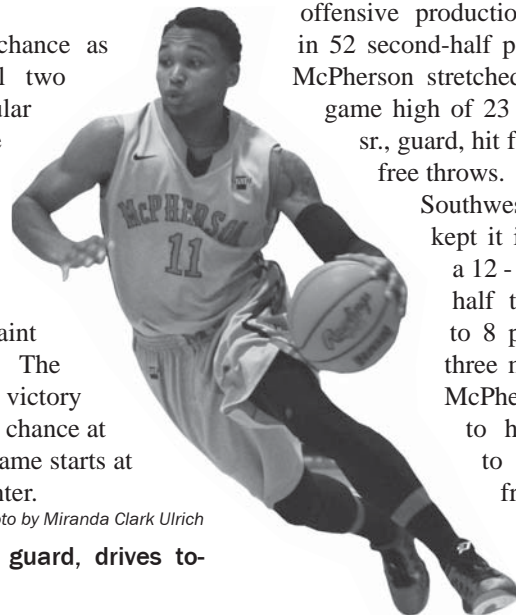 chance as
two
The
victory
chance at
ame starts at
nter.
oto by Miranda Clark Ulrich
guard, drives to-
offensive productio
in 52 second-half p
McPherson stretched
game high of 23
sr., guard, hit f
free throws.
Southwes
kept it i
a 12 -
half t
to 8 p
three m
McPhe
to h
to
fr
McPHERSON
11
Rawlings